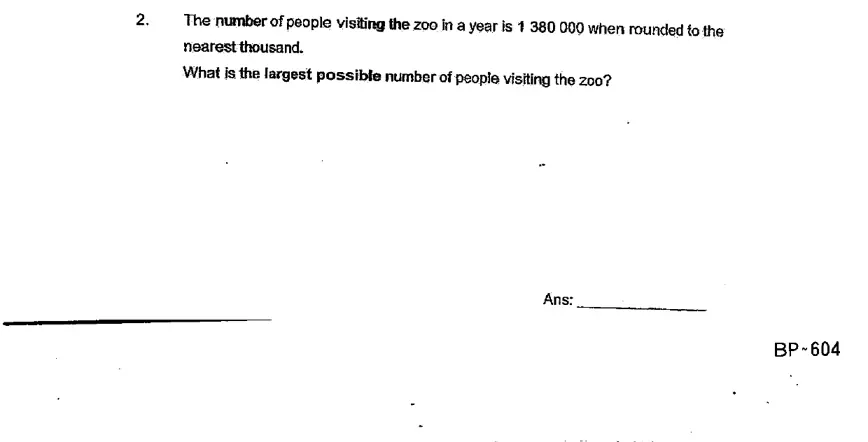 2. The number of people visiting the zoo in a year is 1 380 000 when rounded to the
nearest thousand.
What is the largest possible number of people visiting the zoo?
Ans:
BP~604